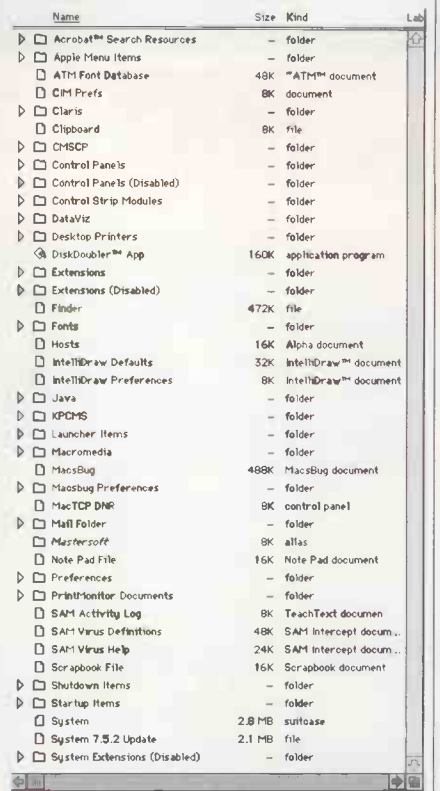 Name Size Kind Lab
Acrobat™ Search Resources – folder
Apple Menu Items – folder
ATM Font Database 48K "ATM™ document
CIM Prefs 8K document
Claris – folder
Clipboard 8K file
CMSCP – folder
Control Panels – folder
Control Panels (Disabled) – folder
Control Strip Modules – folder
DataViz – folder
Desktop Printers – folder
DiskDoubler™ App 160K application program
Extensions – folder
Extensions (Disabled) – folder
Finder 472K file
Fonts – folder
Hosts 16K Alpha document
IntelliDraw Defaults 32K IntelliDraw™ document
IntelliDraw Preferences 8K IntelliDraw™ document
Java – folder
KPCMS – folder
Launcher Items – folder
Macromedia – folder
MacsBug 488K MacsBug document
Macsbug Preferences – folder
MacTCP DNR 8K control panel
Mail Folder – folder
Mastersoft 8K alias
Note Pad File 16K Note Pad document
Preferences – folder
PrintMonitor Documents – folder
SAM Activity Log 8K TeachText documen
SAM Virus Definitions 48K SAM Intercept docum...
SAM Virus Help 24K SAM Intercept docum...
Scrapbook File 16K Scrapbook document
Shutdown Items – folder
Startup Items – folder
System 2.8 MB suitcase
System 7.5.2 Update 2.1 MB file
System Extensions (Disabled) – folder